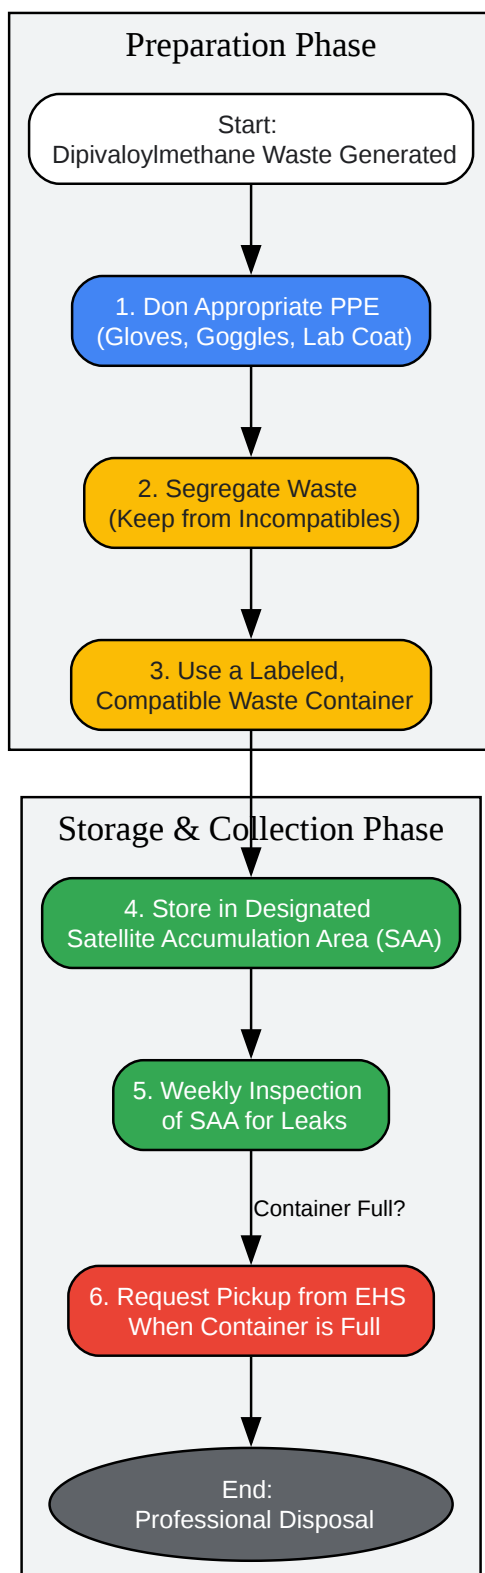 Preparation Phase
Start:
Dipivaloylmethane Waste Generated
1. Don Appropriate PPE
(Gloves, Goggles, Lab Coat)
2. Segregate Waste
(Keep from Incompatibles)
3. Use a Labeled,
Compatible Waste Container
Storage & Collection Phase
4. Store in Designated
Satellite Accumulation Area (SAA)
5. Weekly Inspection
of SAA for Leaks
Container Full?
6. Request Pickup from EHS
When Container is Full
End:
Professional Disposal